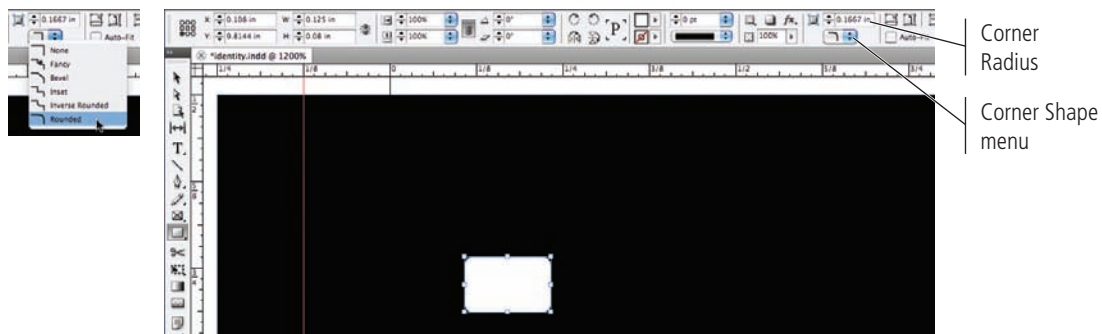 0.1667 in
Auto-Fit
None
Fancy
Bevel
Inset
Inverse Rounded
Rounded
X: 0.106 in W: 0.125 in 100% 0° P 0 pt fx. 0.1667 in
Y: 9.8144 in H: 0.08 in 100% 0° 100% Auto-Fit
*identity.indd @ 1200%
1/4 1/8 0 1/8 1/4 3/8 1/2 5/8 3/4
T
Corner
Radius
Corner Shape
menu